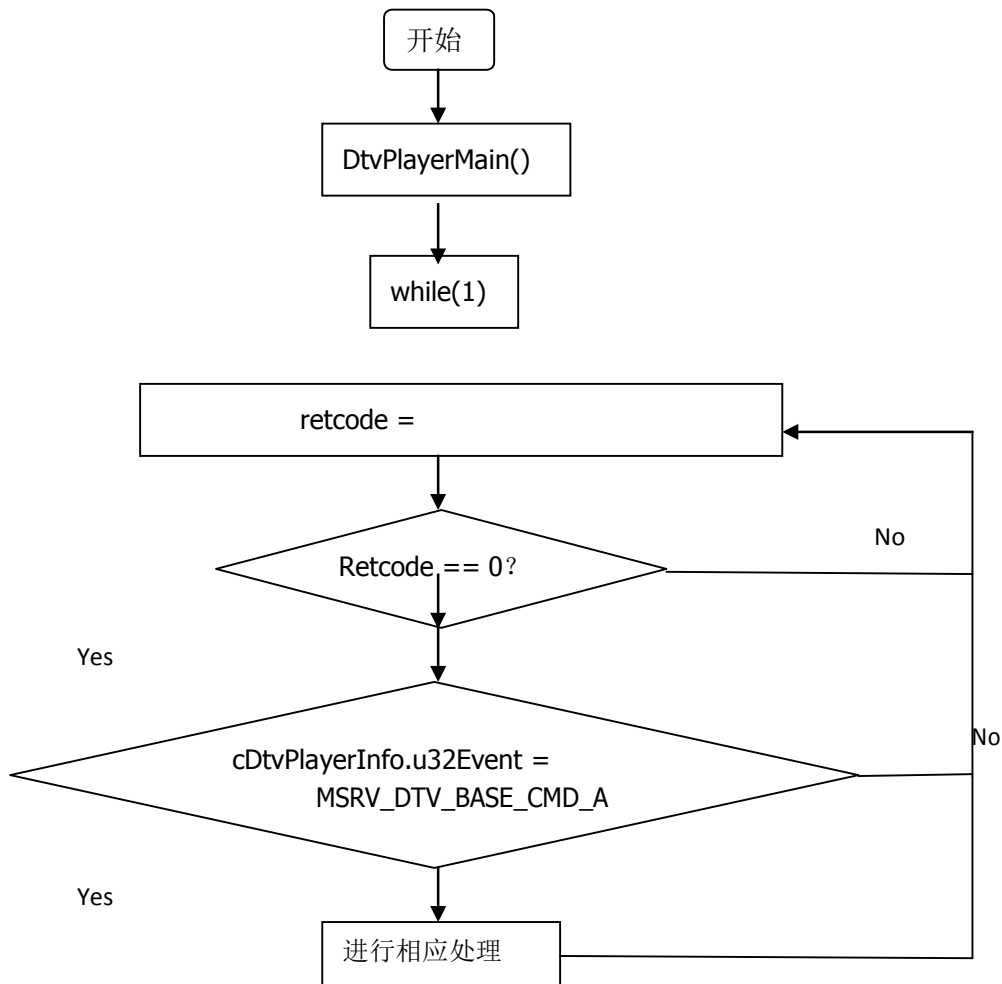 开始
DtvPlayerMain()
while(1)
retcode =
Retcode == 0？
No
Yes
cDtvPlayerInfo.u32Event =
MSRV_DTV_BASE_CMD_A
No
Yes
进行相应处理